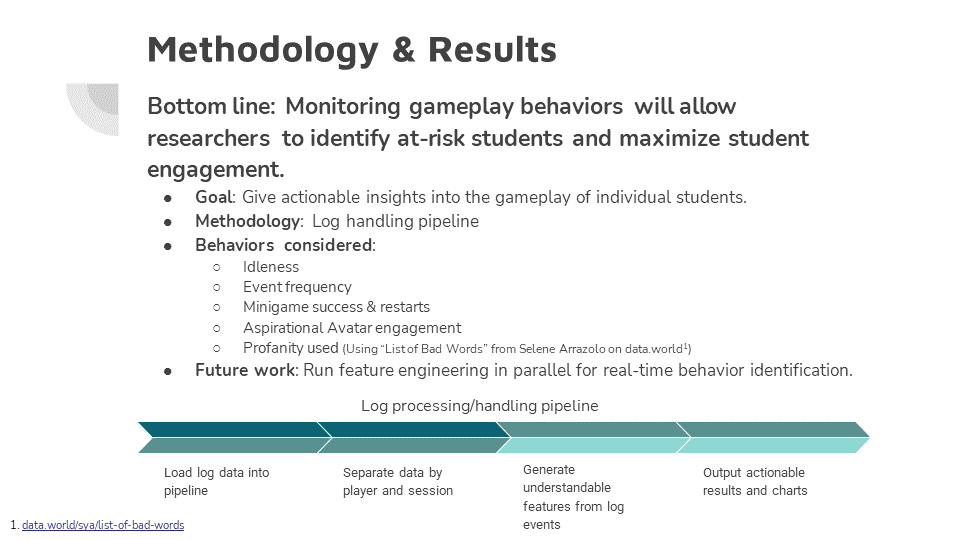 Methodology & Results
Bottom line: Monitoring gameplay behaviors will allow
researchers to identify at-risk students and maximize student
engagement.
● Goal: Give actionable insights into the gameplay of individual students.
● Methodology: Log handling pipeline
● Behaviors considered:
○ Idleness
○ Event frequency
○ Minigame success & restarts
○ Aspirational Avatar engagement
○ Profanity used (Using “List of Bad Words” from Selene Arrazolo on data.world¹)
● Future work: Run feature engineering in parallel for real-time behavior identification.
Log processing/handling pipeline
Load log data into
pipeline
Separate data by
player and session
Generate
understandable
features from log
events
Output actionable
results and charts
1. data.world/sya/list-of-bad-words